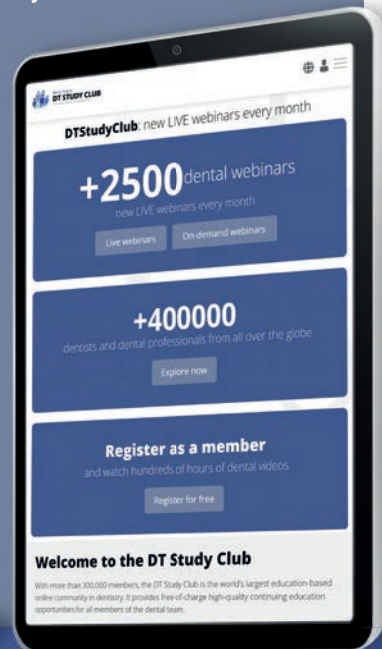 DT STUDY CLUB
DTStudyClub: new LIVE webinars every month
+2500 dental webinars
new LIVE webinars every month
Live webinars
On-demand webinars
+400000
dentists and dental professionals from all over the globe
Explore now
Register as a member
and watch hundreds of hours of dental videos
Register for free
Welcome to the DT Study Club
With more than 300,000 members, the DT Study Club is the world's largest education-based
online community in dentistry. It provides free-of-charge high-quality continuing education
opportunities for all members of the dental team.